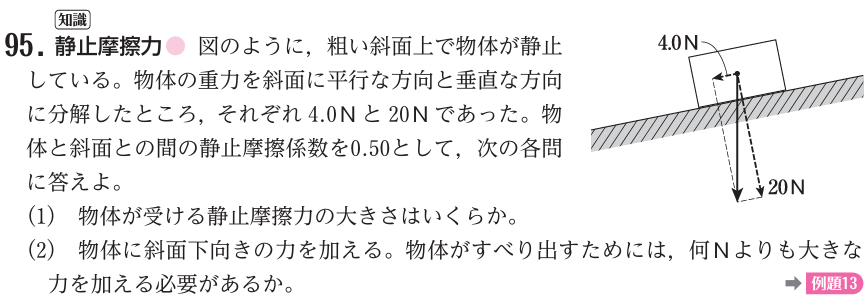 知識
95. 静止摩擦力● 図のように，粗い斜面上で物体が静止
している。物体の重力を斜面に平行な方向と垂直な方向
に分解したところ，それぞれ 4.0N と 20N であった。物
体と斜面との間の静止摩擦係数を0.50として，次の各問
に答えよ。
4.0N
20N
(1) 物体が受ける静止摩擦力の大きさはいくらか。
(2) 物体に斜面下向きの力を加える。物体がすべり出すためには，何Nよりも大きな
力を加える必要があるか。
➡ 例題13